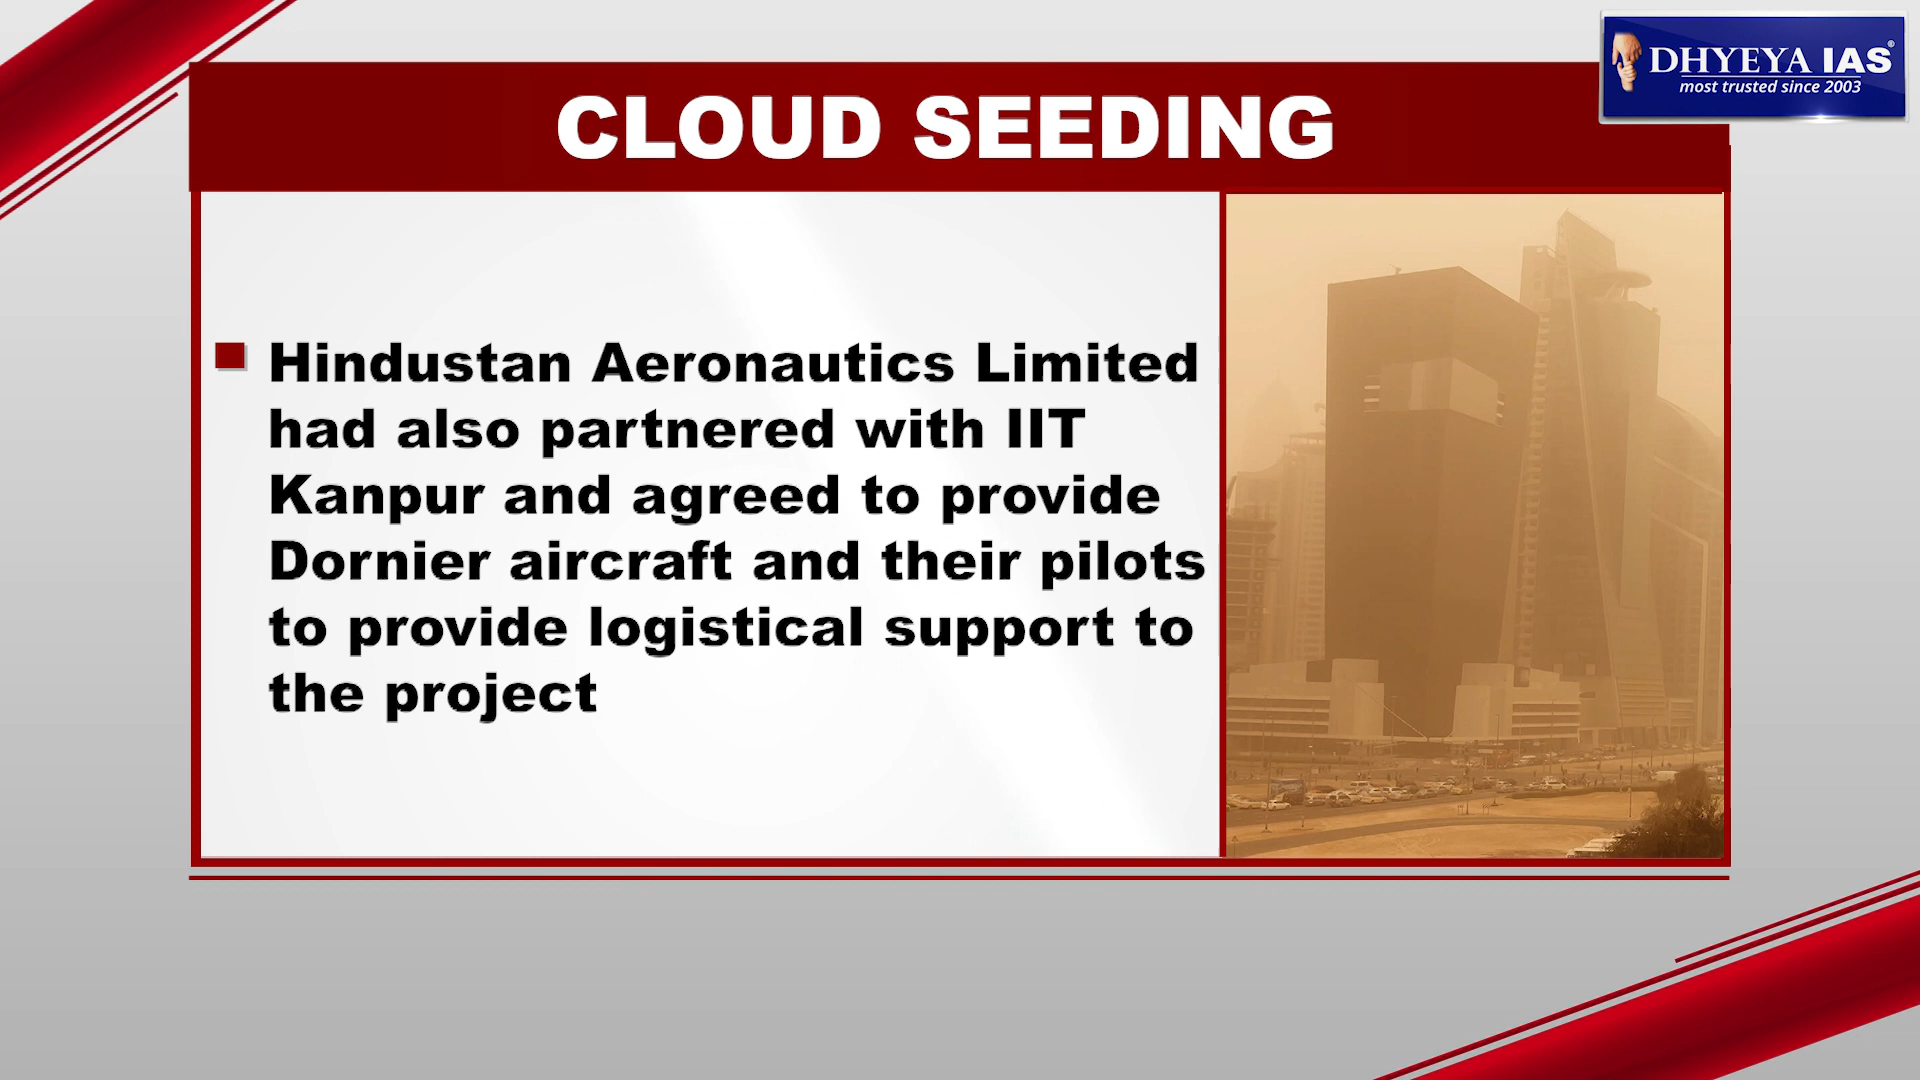 DHYEYA IAS®
most trusted since 2003
CLOUD SEEDING
Hindustan Aeronautics Limited
had also partnered with IIT
Kanpur and agreed to provide
Dornier aircraft and their pilots
to provide logistical support to
the project